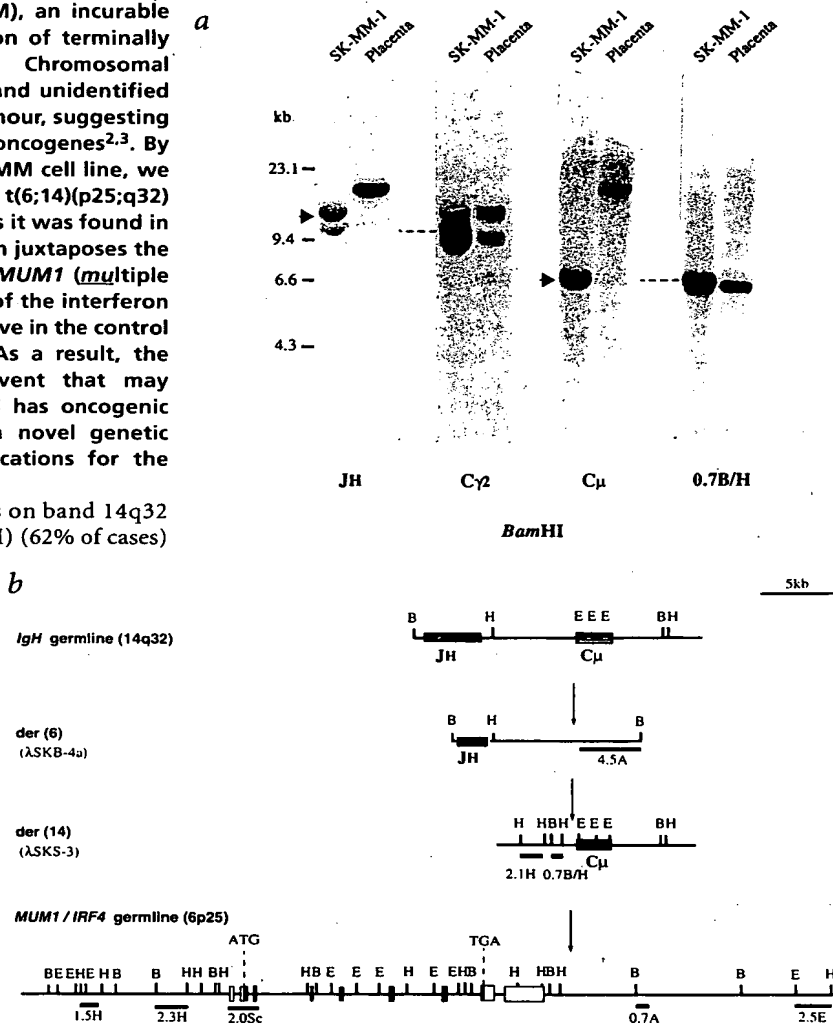 M), an incurable
on of terminally
Chromosomal
and unidentified
nour, suggesting
oncogenes2,3. By
MM cell line, we
t(6;14)(p25;q32)
s it was found in
n juxtaposes the
MUM1 (multiple
of the interferon
ve in the control
As a result, the
vent that may
has oncogenic
novel genetic
cations for the
s on band 14q32
I) (62% of cases)
a
SK-MM-1 Placenta SK-MM-1 Placenta SK-MM-1 Placenta SK-MM-1 Placenta
kb
23.1
9.4
6.6
4.3
JH Cγ2 Cμ 0.7B/H
BamHI
b
5kb
IgH germline (14q32)
B H E E E B H
JH Cμ
der (6)
(λSKB-4a)
B H B
JH 4.5A
der (14)
(λSKS-3)
H H B H E E E B H
Cμ
2.1H 0.7B/H
MUM1 / IRF4 germline (6p25)
ATG TGA
B E E H E H B B H H B H H B E E E H E E H B H H B H B B E H
1.5H 2.3H 2.0Sc 0.7A 2.5E